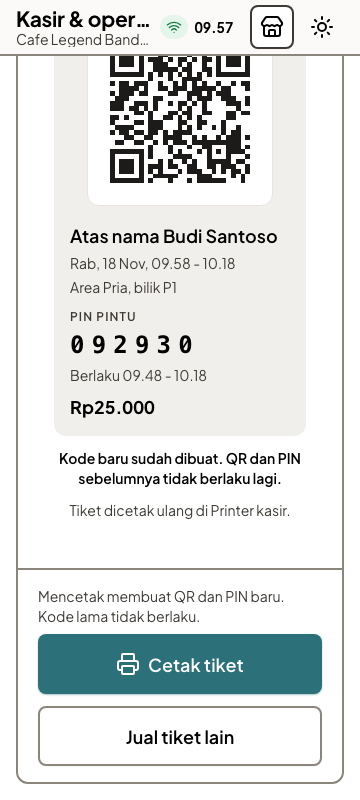 Kasir & oper...
Cafe Legend Band...
09.57
Atas nama Budi Santoso
Rab, 18 Nov, 09.58 - 10.18
Area Pria, bilik P1
PIN PINTU
092930
Berlaku 09.48 - 10.18
Rp25.000
Kode baru sudah dibuat. QR dan PIN
sebelumnya tidak berlaku lagi.
Tiket dicetak ulang di Printer kasir.
Mencetak membuat QR dan PIN baru.
Kode lama tidak berlaku.
Cetak tiket
Jual tiket lain